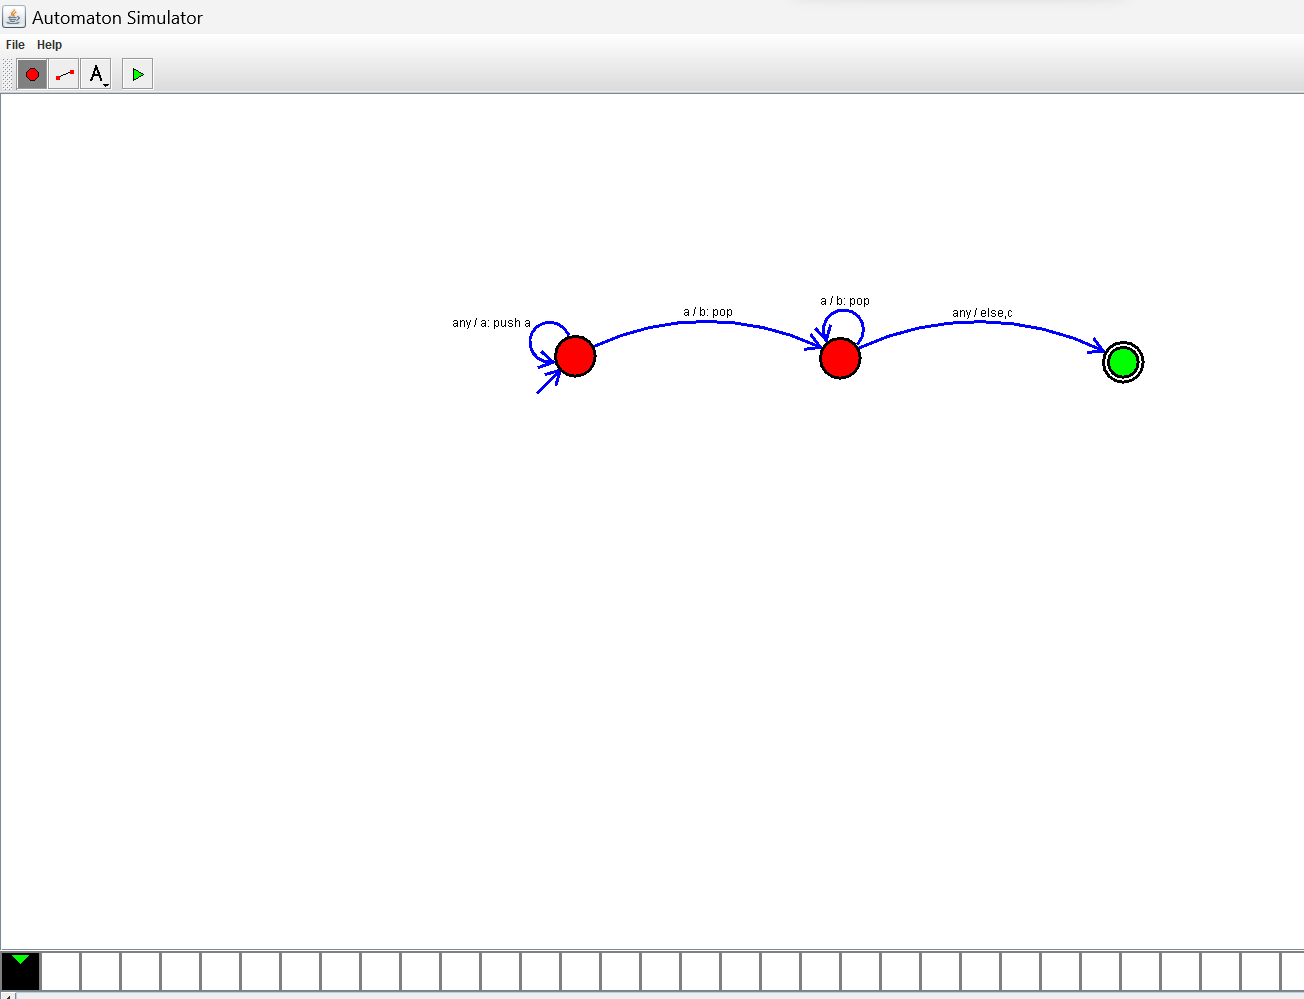 Automaton Simulator
File Help
A
a / b: pop
any / a: push a
a / b: pop
any / else,c